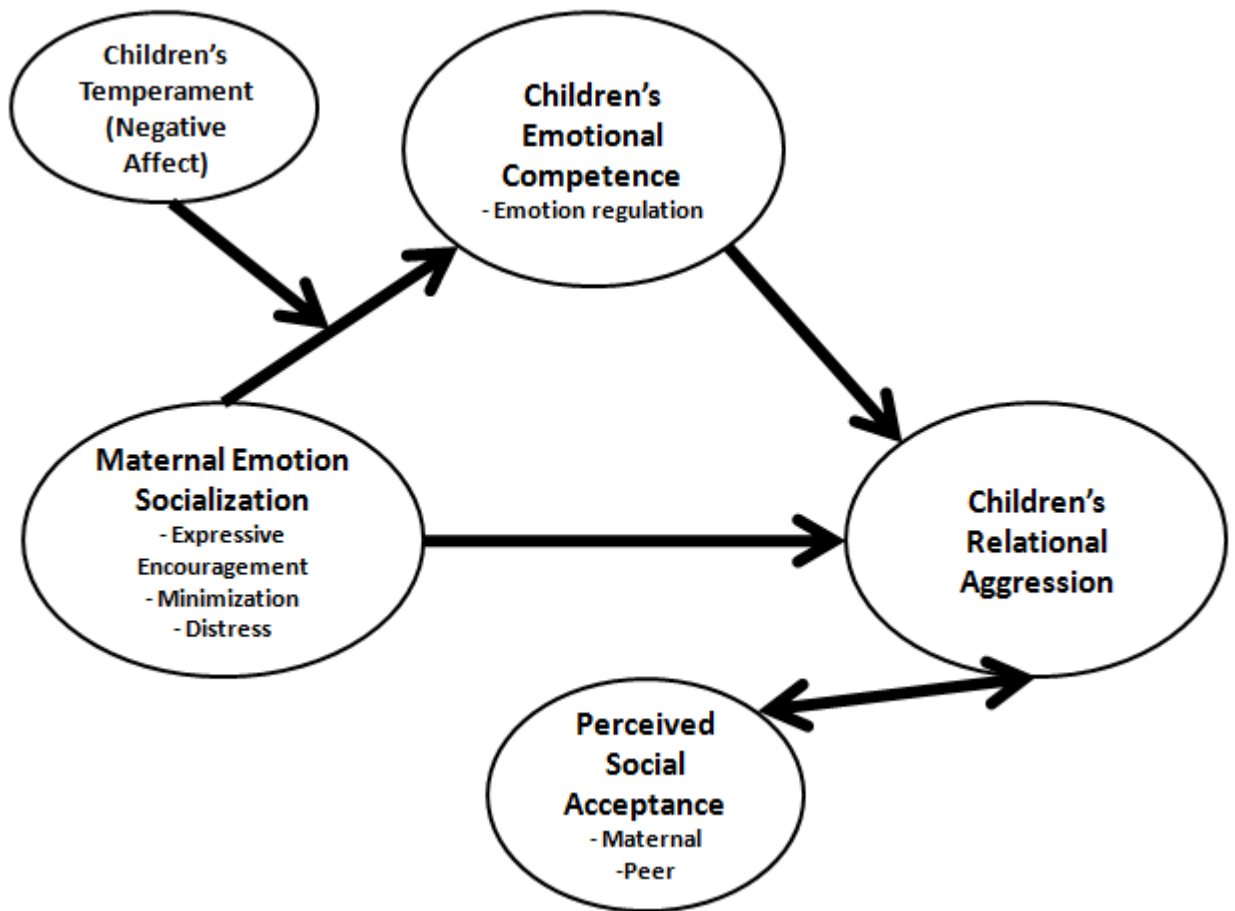 Children's
Temperament
(Negative
Affect)
Children's
Emotional
Competence
- Emotion regulation
Maternal Emotion
Socialization
- Expressive
Encouragement
- Minimization
- Distress
Children's
Relational
Aggression
Perceived
Social
Acceptance
- Maternal
-Peer